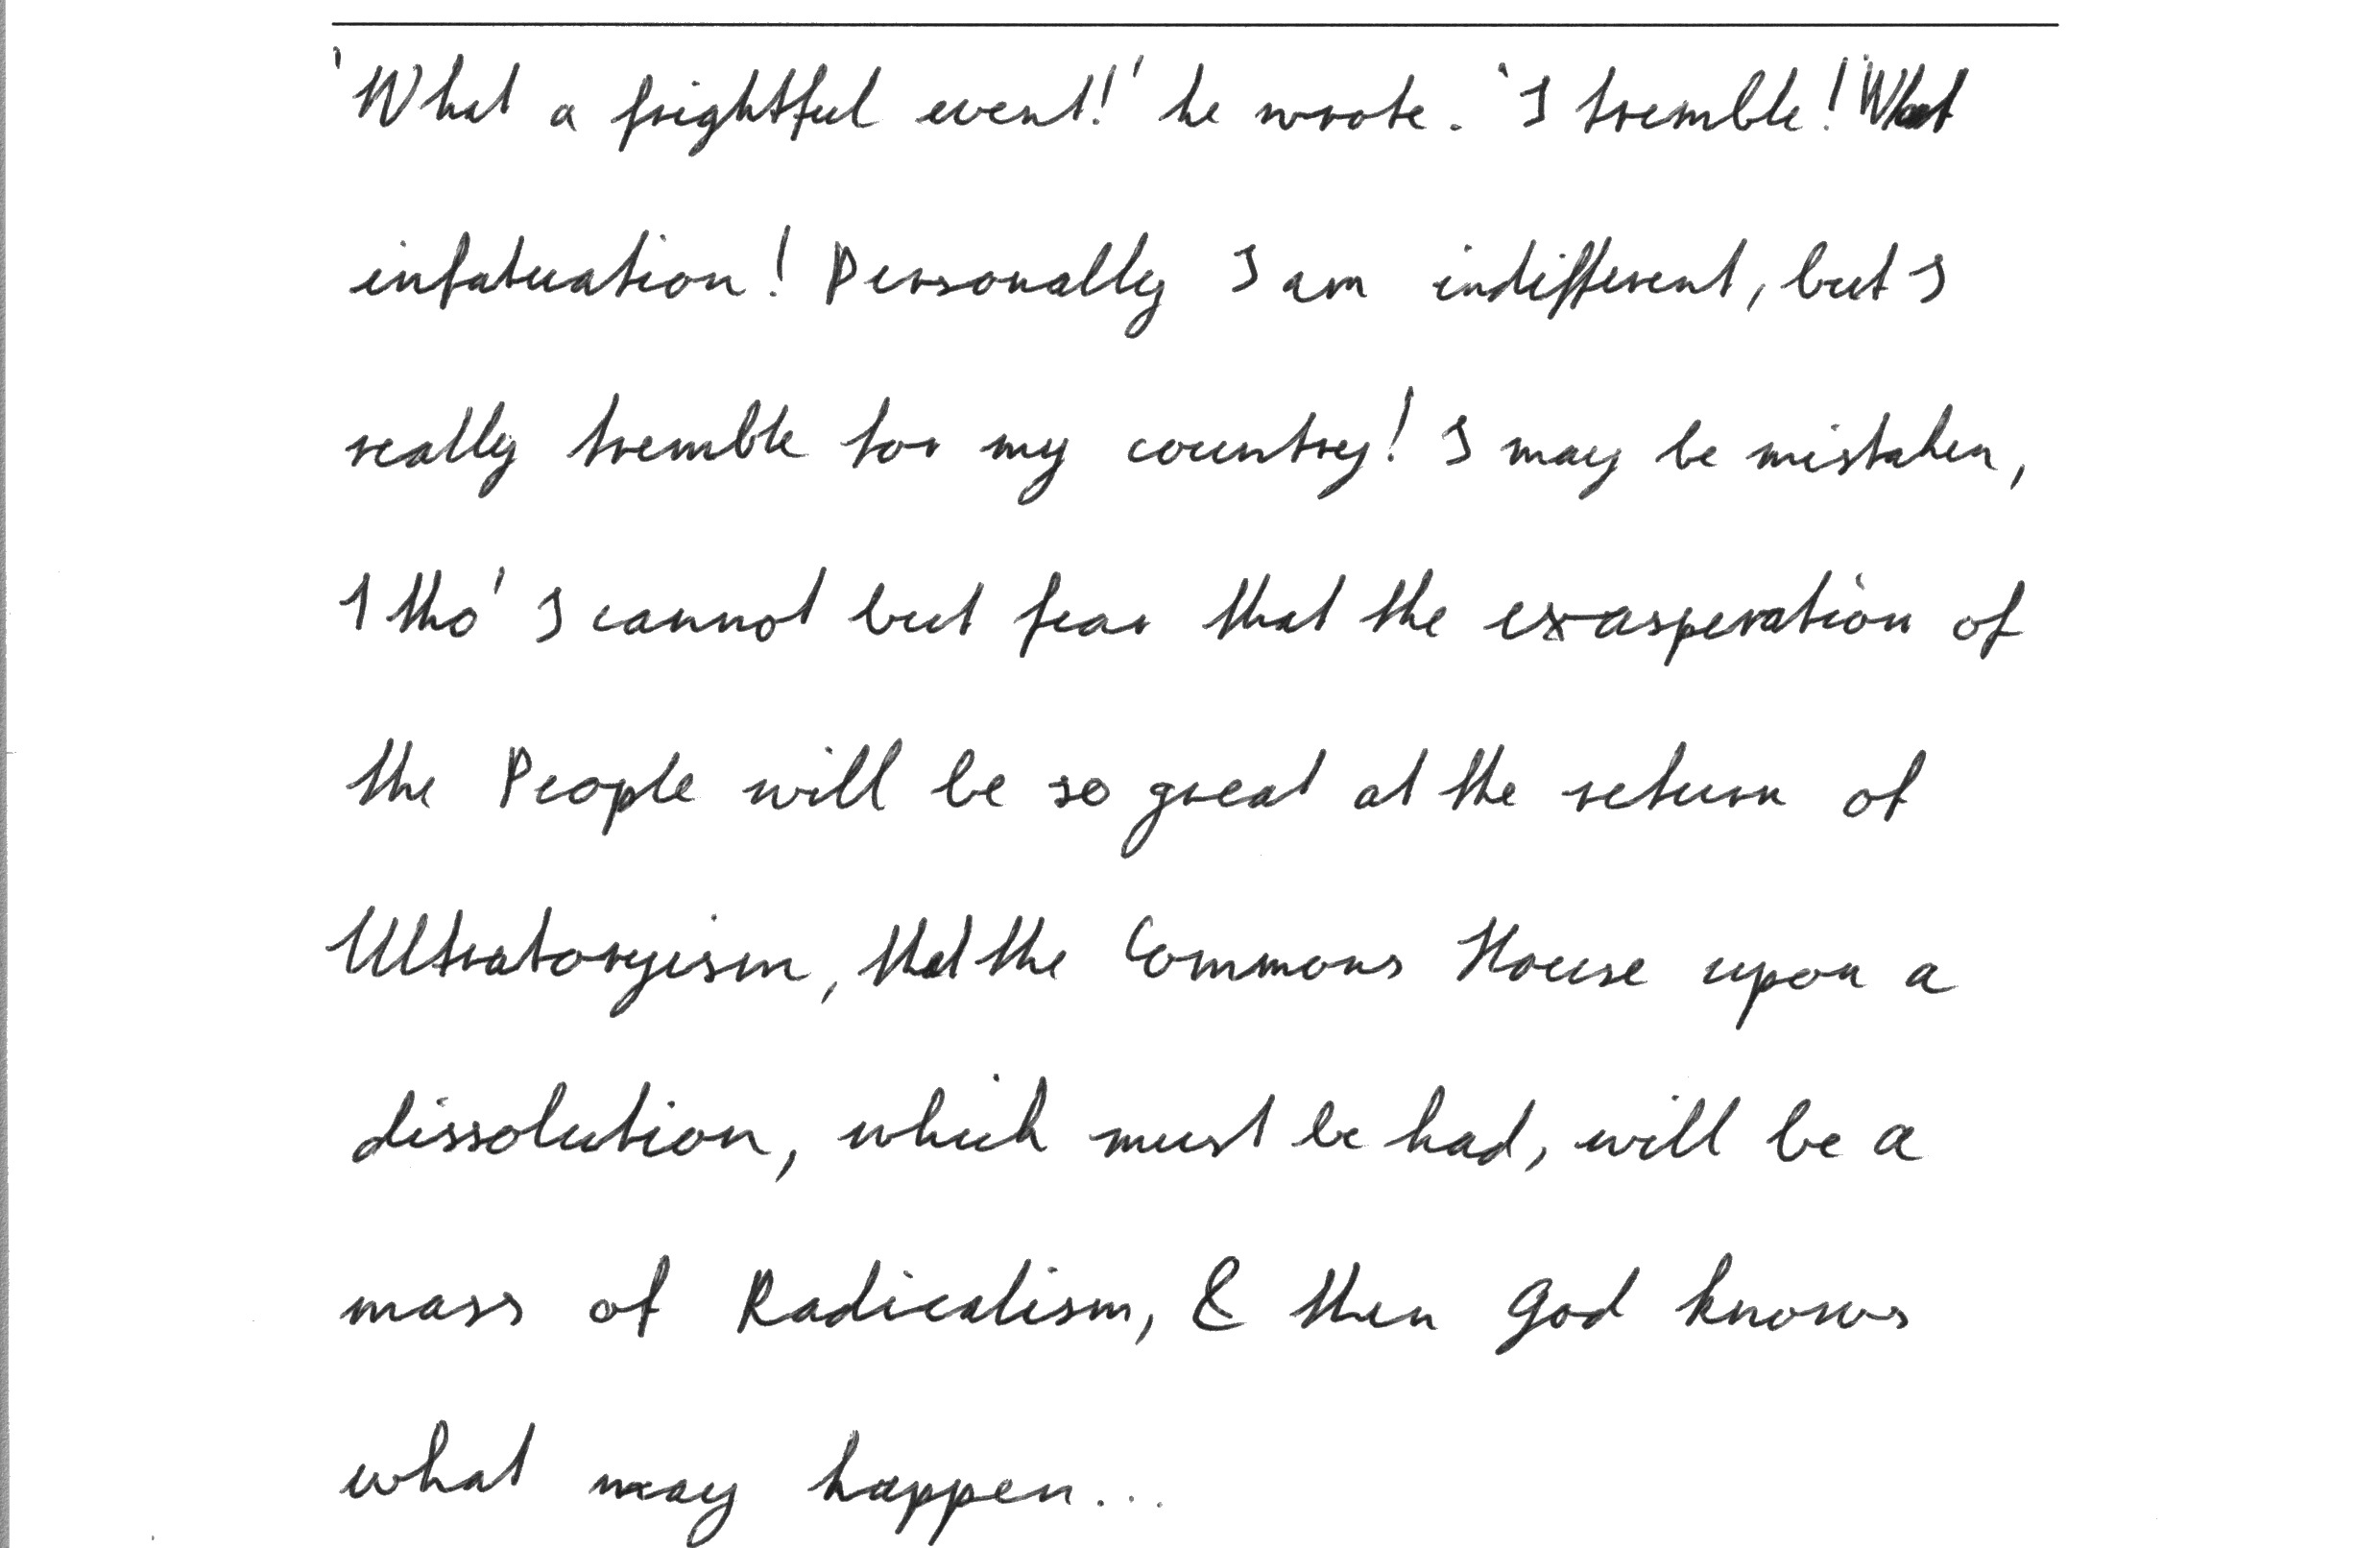 'What a frightful event!' he wrote. 'I tremble! What
infatuation! Personally I am indifferent, but I
really tremble for my country! I may be mistaken,
I tho' I cannot but fear that the exasperation of
the People will be so great at the return of
Ultratoryism, that the Commons House upon a
dissolution, which must be had, will be a
mass of Radicalism, & then God knows
what may happen...